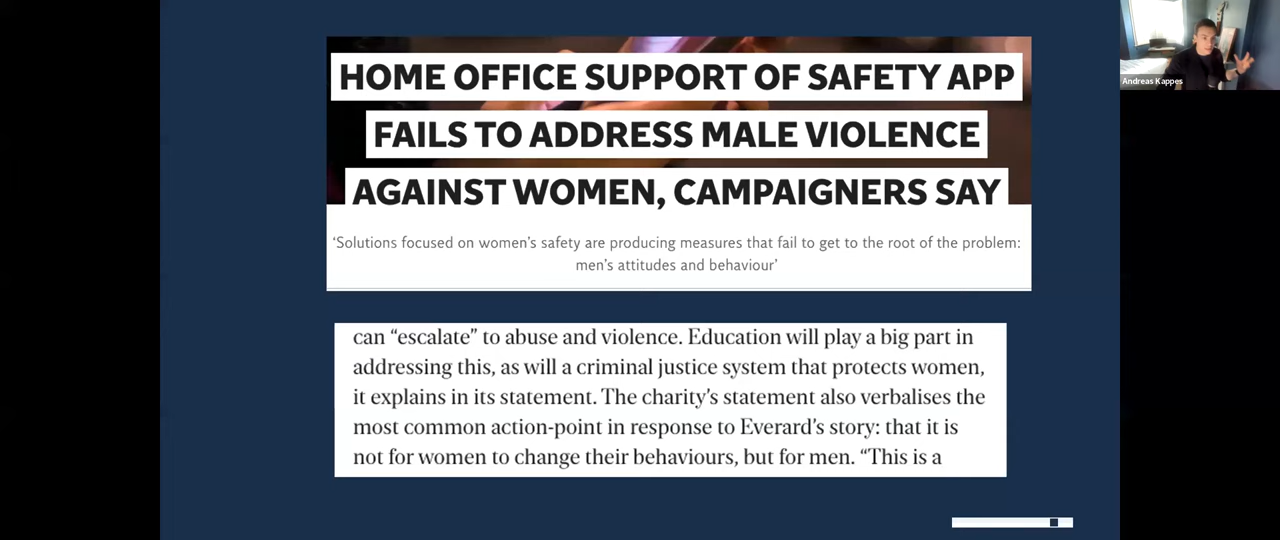 HOME OFFICE SUPPORT OF SAFETY APP
FAILS TO ADDRESS MALE VIOLENCE
AGAINST WOMEN, CAMPAIGNERS SAY
‘Solutions focused on women’s safety are producing measures that fail to get to the root of the problem:
men’s attitudes and behaviour’
can “escalate” to abuse and violence. Education will play a big part in
addressing this, as will a criminal justice system that protects women,
it explains in its statement. The charity’s statement also verbalises the
most common action-point in response to Everard’s story: that it is
not for women to change their behaviours, but for men. “This is a
Andreas Kappes